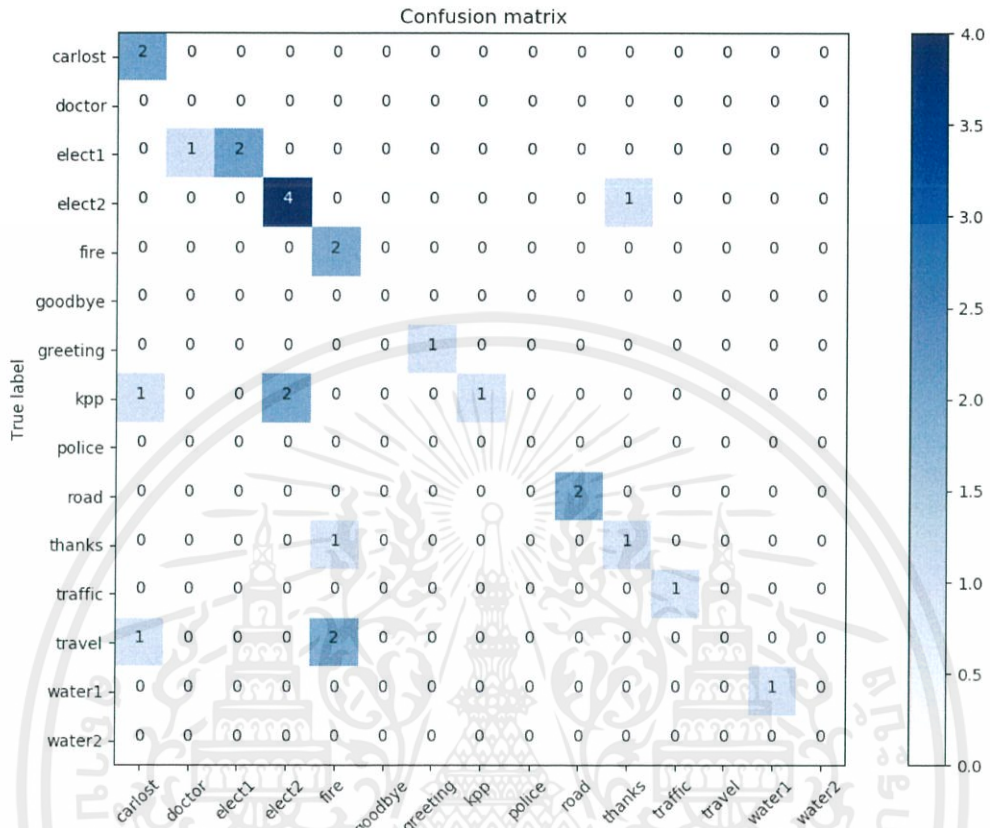 Confusion matrix
carlost 2 0 0 0 0 0 0 0 0 0 0 0 0 0 0
doctor 0 0 0 0 0 0 0 0 0 0 0 0 0 0 0
elect1 0 1 2 0 0 0 0 0 0 0 0 0 0 0 0
elect2 0 0 0 4 0 0 0 0 0 0 1 0 0 0 0
fire 0 0 0 0 2 0 0 0 0 0 0 0 0 0 0
goodbye 0 0 0 0 0 0 0 0 0 0 0 0 0 0 0
greeting 0 0 0 0 0 0 1 0 0 0 0 0 0 0 0
kpp 1 0 0 2 0 0 0 1 0 0 0 0 0 0 0
police 0 0 0 0 0 0 0 0 0 0 0 0 0 0 0
road 0 0 0 0 0 0 0 0 0 2 0 0 0 0 0
thanks 0 0 0 0 1 0 0 0 0 0 1 0 0 0 0
traffic 0 0 0 0 0 0 0 0 0 0 0 1 0 0 0
travel 1 0 0 0 2 0 0 0 0 0 0 0 0 0 0
water1 0 0 0 0 0 0 0 0 0 0 0 0 0 1 0
water2 0 0 0 0 0 0 0 0 0 0 0 0 0 0 0
True label
carlost doctor elect1 elect2 fire goodbye greeting kpp police road thanks traffic travel water1 water2
4.0
3.5
3.0
2.5
2.0
1.5
1.0
0.5
0.0